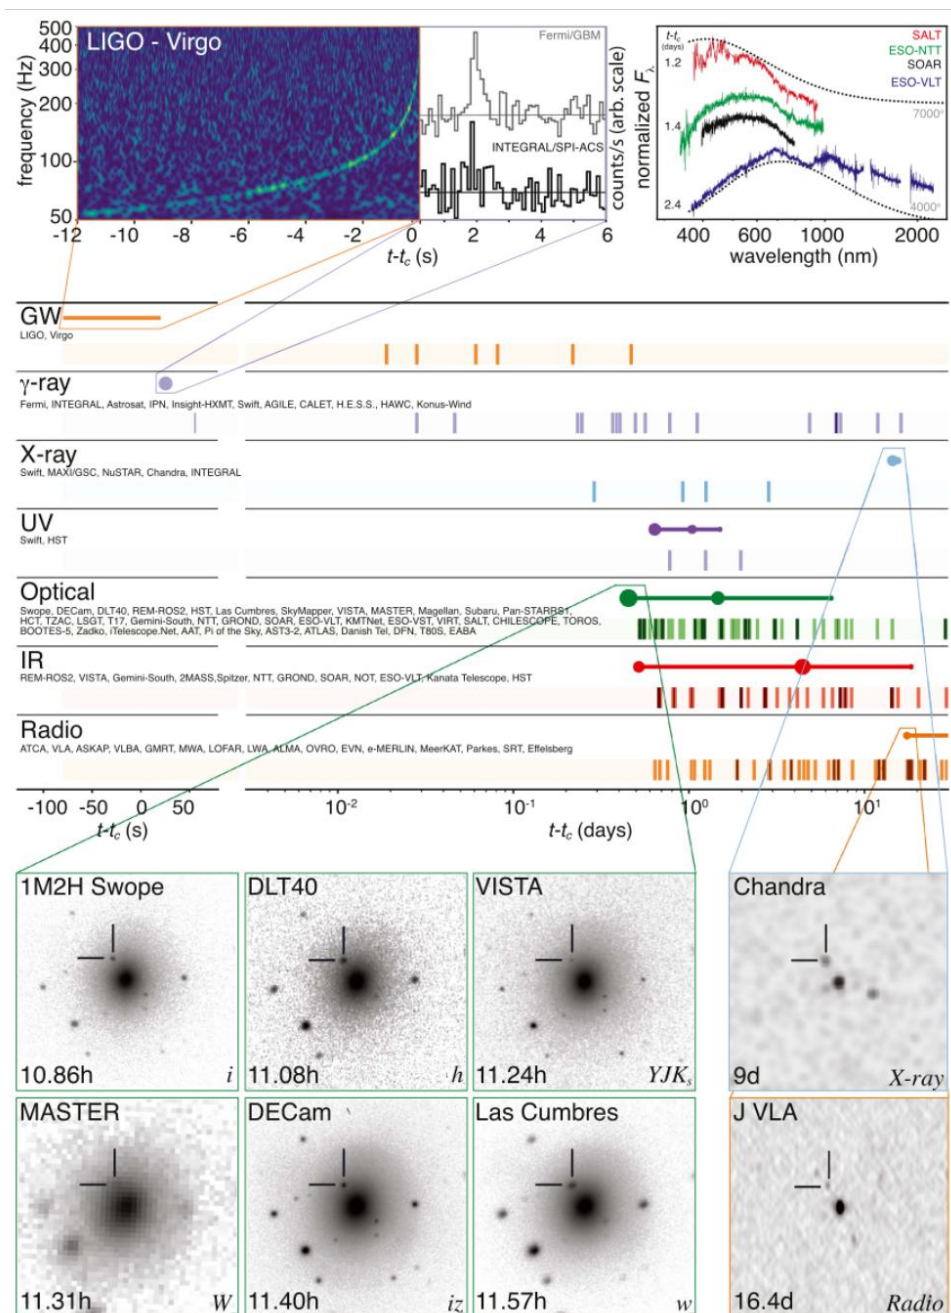 LIGO - Virgo
frequency (Hz)
500
400
300
200
100
50
-12 -10 -8 -6 -4 -2 0 2 4 6
t-t_c (s)
Fermi/GBM
INTEGRAL/SPI-ACS
counts/s (arb. scale)
normalized F_λ
t-t_c
(days)
1.2
1.4
2.4
SALT
ESO-NTT
SOAR
ESO-VLT
7000°
4000°
400 600 1000 2000
wavelength (nm)
GW
LIGO, Virgo
γ-ray
Fermi, INTEGRAL, Astrosat, IPN, Insight-HXMT, Swift, AGILE, CALET, H.E.S.S., HAWC, Konus-Wind
X-ray
Swift, MAXI/GSC, NuSTAR, Chandra, INTEGRAL
UV
Swift, HST
Optical
Swope, DECam, DLT40, REM-ROS2, HST, Las Cumbres, SkyMapper, VISTA, MASTER, Magellan, Subaru, Pan-STARRS1,
HCT, TZAC, LSGT, T17, Gemini-South, NTT, GROND, SOAR, ESO-VLT, KMTNet, ESO-VST, VIRT, SALT, CHILESCOPE, TOROS,
BOOTES-5, Zadko, iTelescope.Net, AAT, Pi of the Sky, AST3-2, ATLAS, Danish Tel, DFN, T80S, EABA
IR
REM-ROS2, VISTA, Gemini-South, 2MASS,Spitzer, NTT, GROND, SOAR, NOT, ESO-VLT, Kanata Telescope, HST
Radio
ATCA, VLA, ASKAP, VLBA, GMRT, MWA, LOFAR, LWA, ALMA, OVRO, EVN, e-MERLIN, MeerKAT, Parkes, SRT, Effelsberg
-100 -50 0 50 10⁻² 10⁻¹ 10⁰ 10¹
t-t_c (s) t-t_c (days)
1M2H Swope
10.86h i
DLT40
11.08h h
VISTA
11.24h YJK_s
Chandra
9d X-ray
MASTER
11.31h W
DECam
11.40h iz
Las Cumbres
11.57h w
J VLA
16.4d Radio